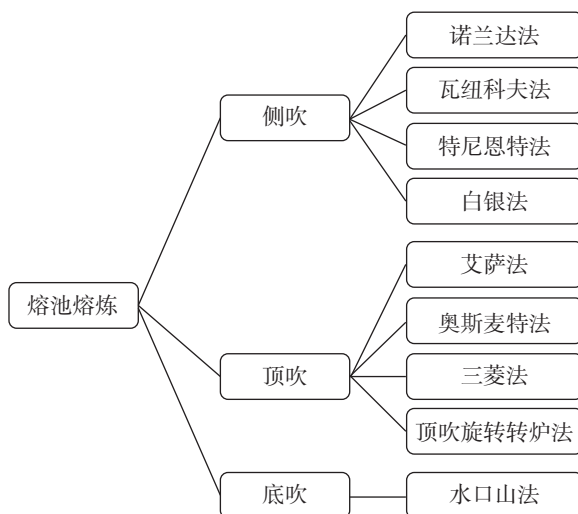 熔池熔炼
侧吹
诺兰达法
瓦纽科夫法
特尼恩特法
白银法
顶吹
艾萨法
奥斯麦特法
三菱法
顶吹旋转转炉法
底吹
水口山法